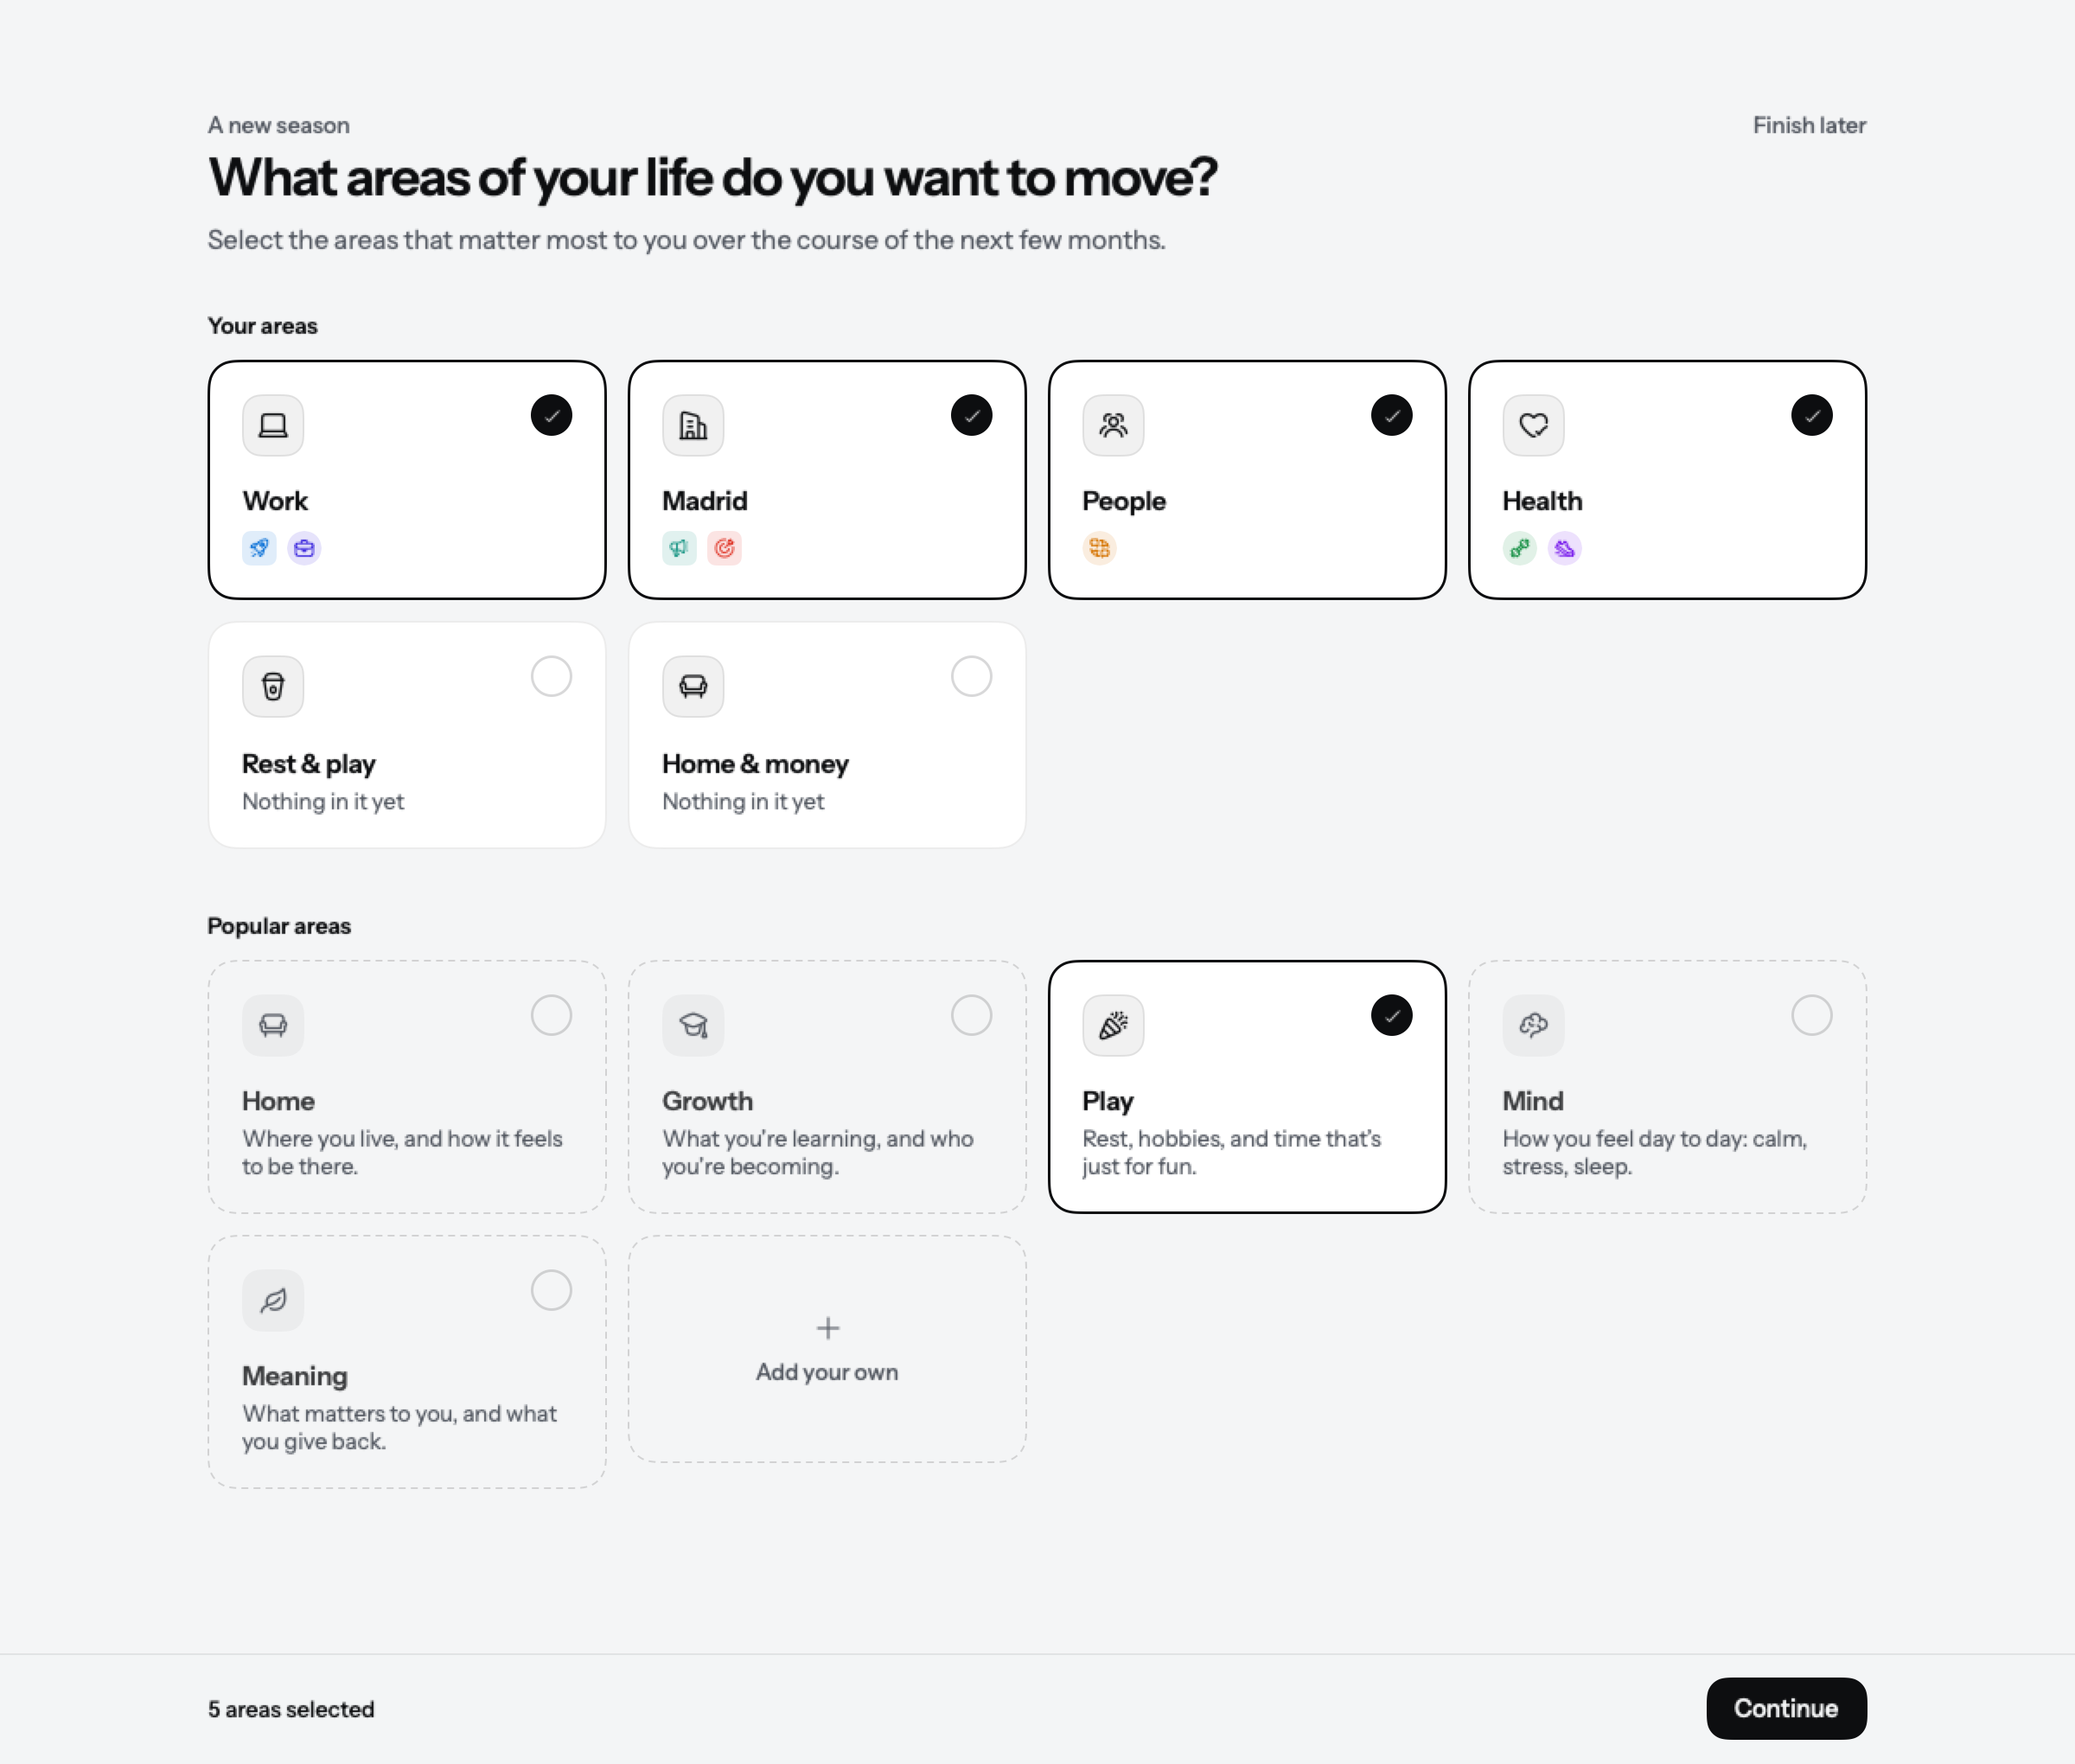 A new season
Finish later
What areas of your life do you want to move?
Select the areas that matter most to you over the course of the next few months.
Your areas
Work
Madrid
People
Health
Rest & play
Nothing in it yet
Home & money
Nothing in it yet
Popular areas
Home
Where you live, and how it feels
to be there.
Growth
What you're learning, and who
you're becoming.
Play
Rest, hobbies, and time that's
just for fun.
Mind
How you feel day to day: calm,
stress, sleep.
Meaning
What matters to you, and what
you give back.
Add your own
5 areas selected
Continue